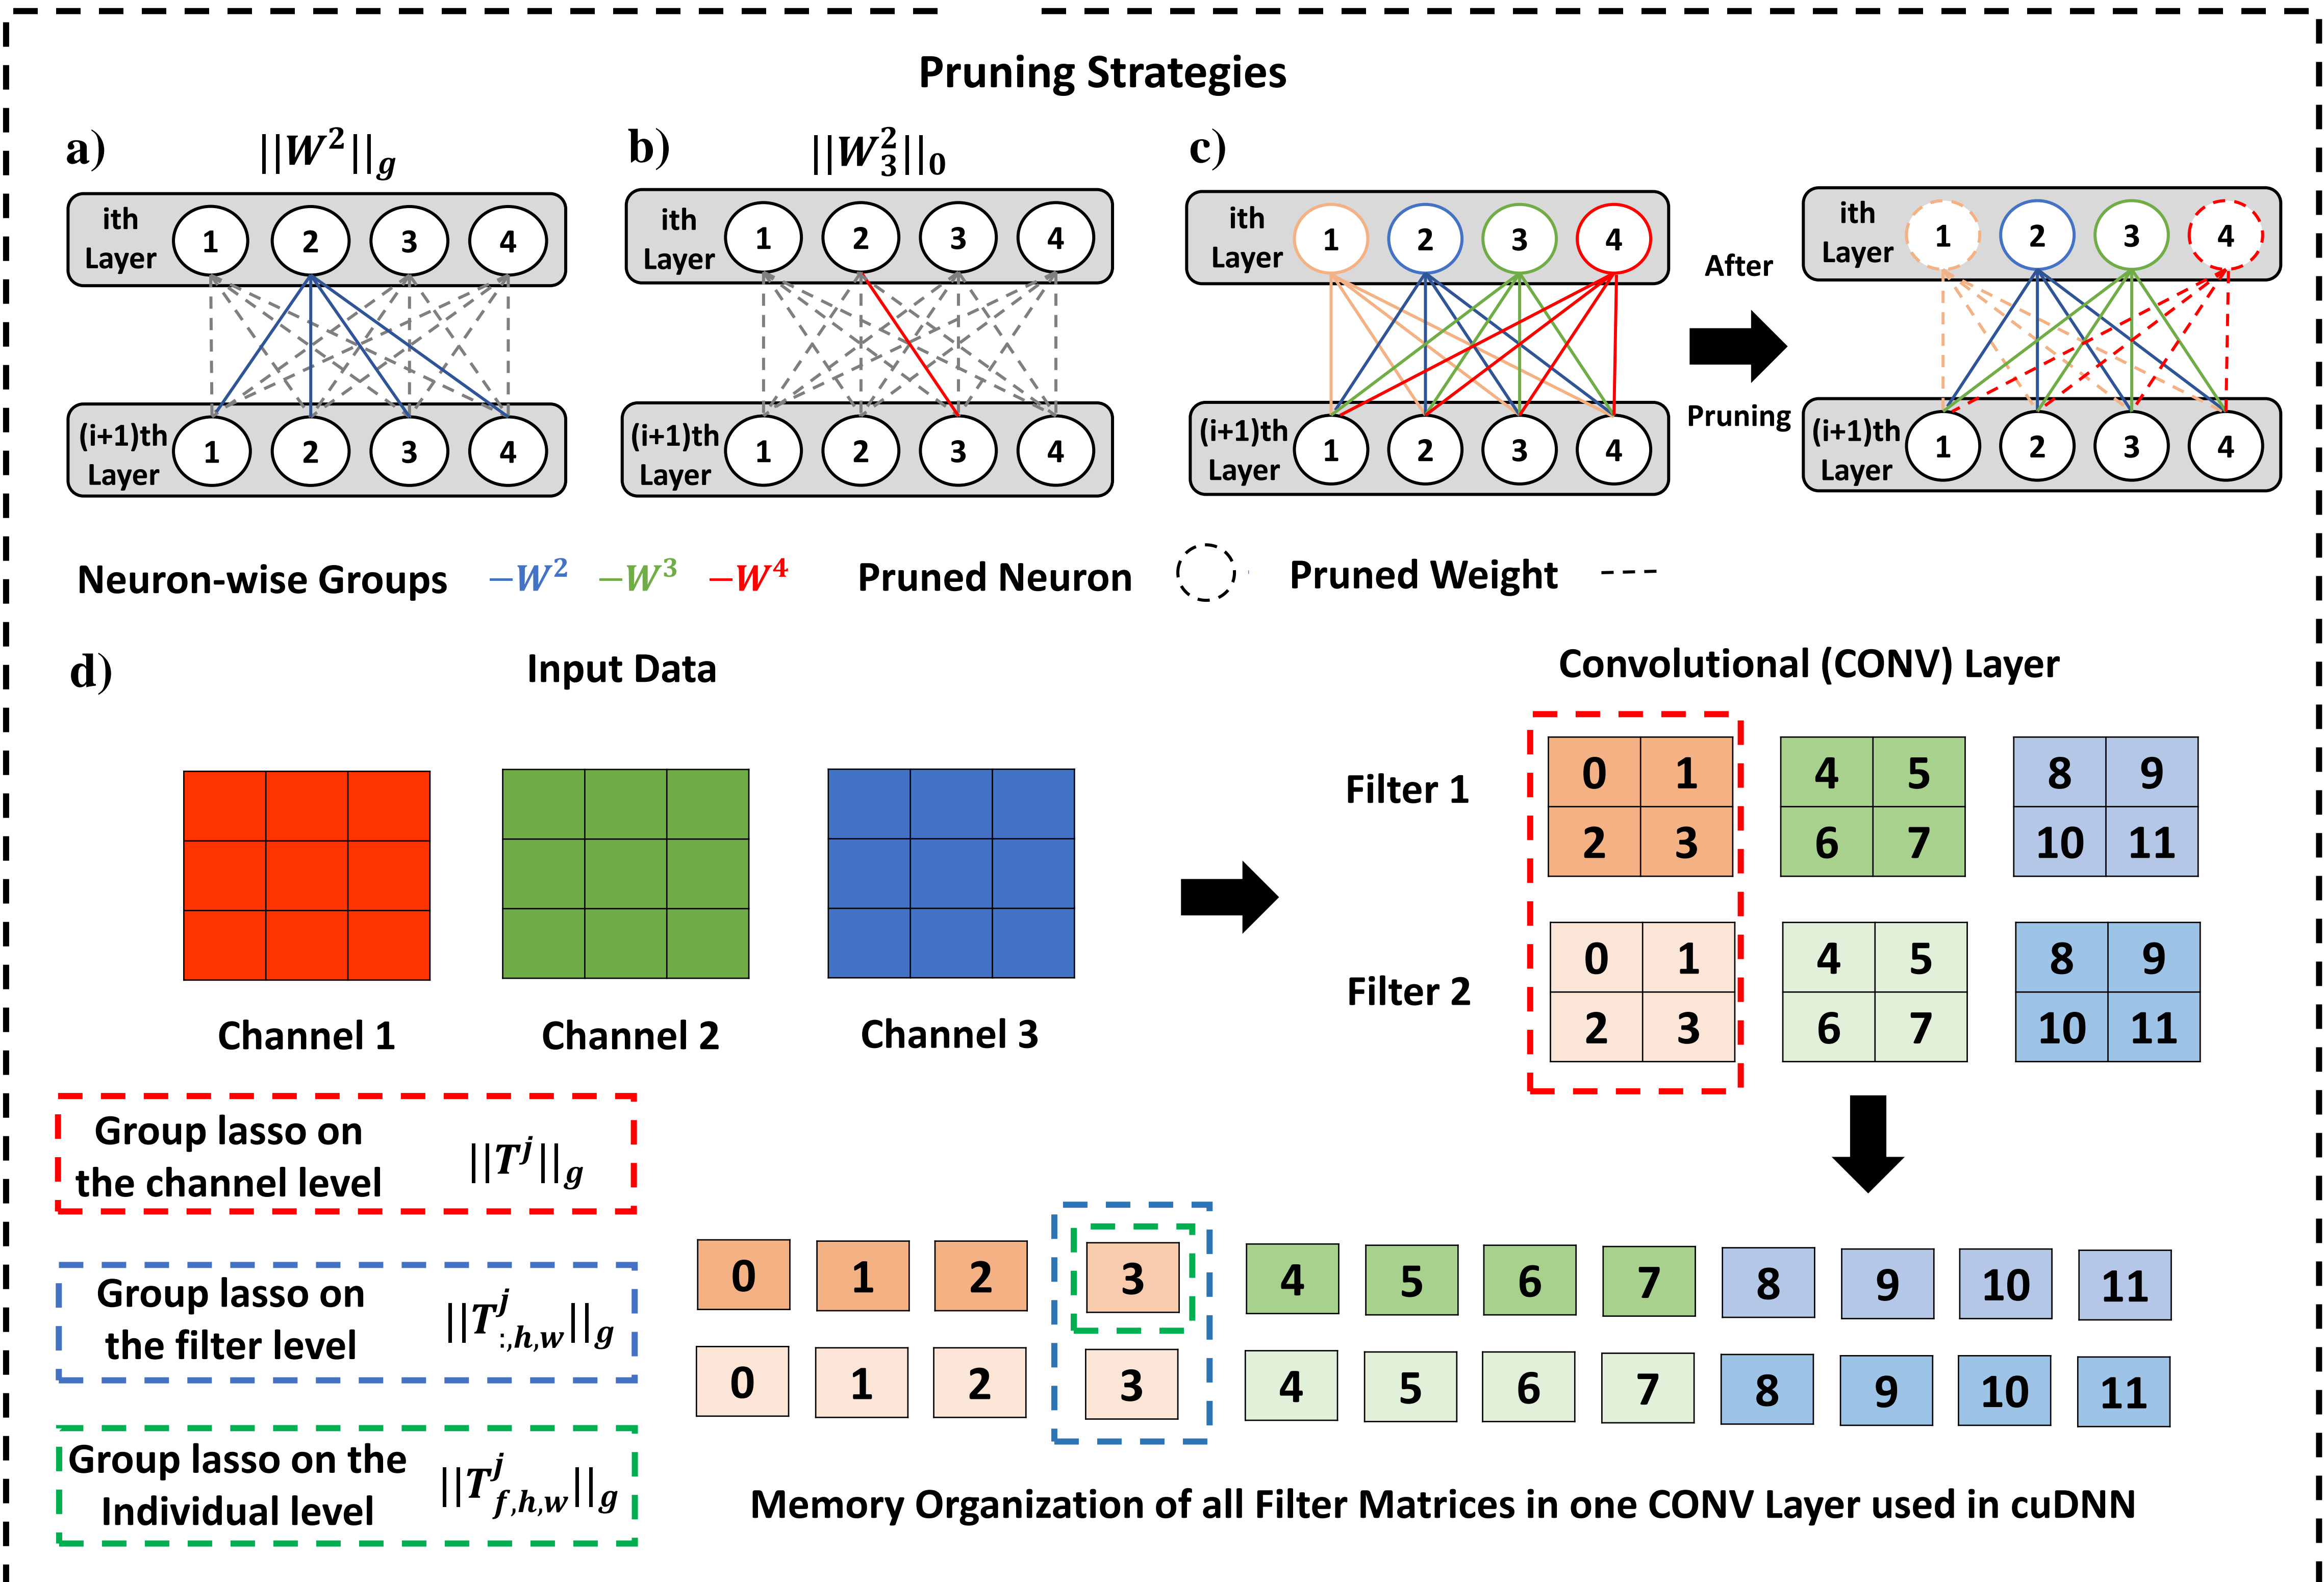 Pruning Strategies
a) ||W²||_g
b) ||W²₃||₀
c)
ith Layer 1 2 3 4
(i+1)th Layer 1 2 3 4
ith Layer 1 2 3 4
(i+1)th Layer 1 2 3 4
ith Layer 1 2 3 4
(i+1)th Layer 1 2 3 4
After
Pruning
ith Layer 1 2 3 4
(i+1)th Layer 1 2 3 4
Neuron-wise Groups –W² –W³ –W⁴ Pruned Neuron Pruned Weight
d)
Input Data
Channel 1
Channel 2
Channel 3
Convolutional (CONV) Layer
Filter 1
0 1 4 5 8 9
2 3 6 7 10 11
Filter 2
0 1 4 5 8 9
2 3 6 7 10 11
Group lasso on
the channel level
||T^j||_g
Group lasso on
the filter level
||T^j_{:,h,w}||_g
Group lasso on the
Individual level
||T^j_{f,h,w}||_g
0 1 2 3 4 5 6 7 8 9 10 11
0 1 2 3 4 5 6 7 8 9 10 11
Memory Organization of all Filter Matrices in one CONV Layer used in cuDNN